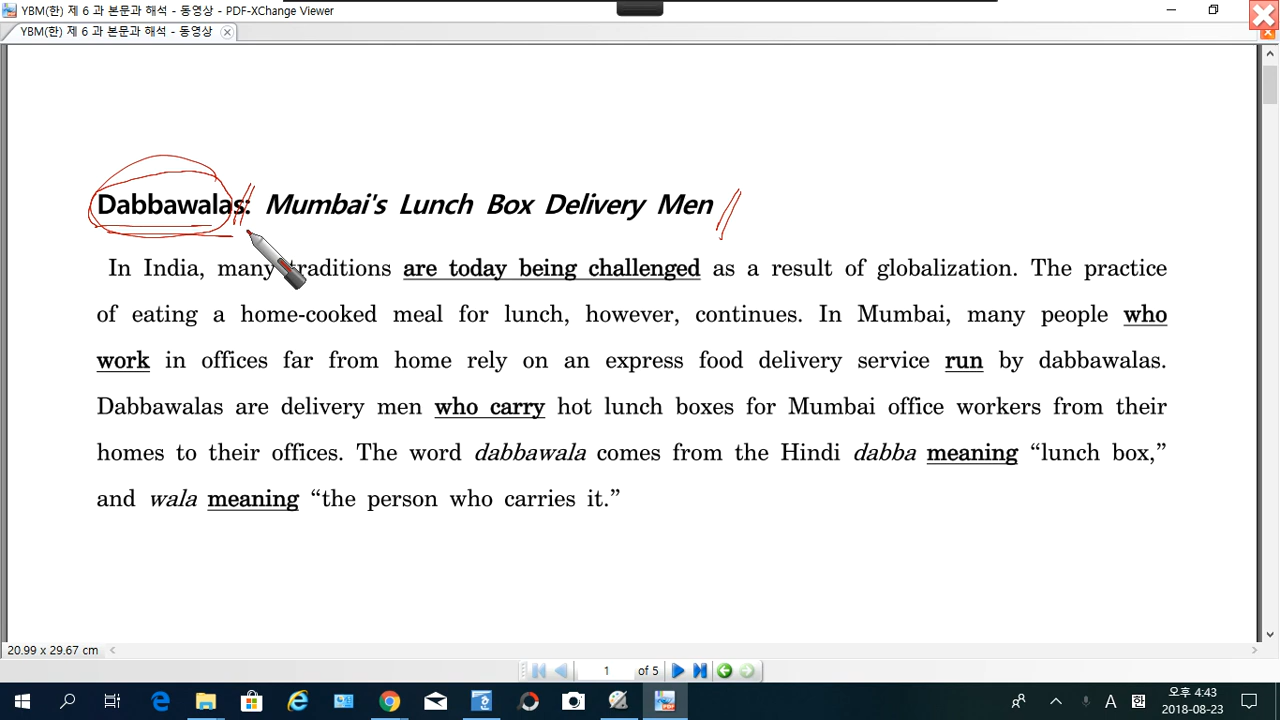 YBM(한) 제 6 과 본문과 해석 - 동영상 - PDF-XChange Viewer
YBM(한) 제 6 과 본문과 해석 - 동영상
Dabbawalas: Mumbai's Lunch Box Delivery Men
In India, many traditions are today being challenged as a result of globalization. The practice
of eating a home-cooked meal for lunch, however, continues. In Mumbai, many people who
work in offices far from home rely on an express food delivery service run by dabbawalas.
Dabbawalas are delivery men who carry hot lunch boxes for Mumbai office workers from their
homes to their offices. The word dabbawala comes from the Hindi dabba meaning “lunch box,”
and wala meaning “the person who carries it.”
20.99 x 29.67 cm
1 of 5
A 한 오후 4:43
2018-08-23